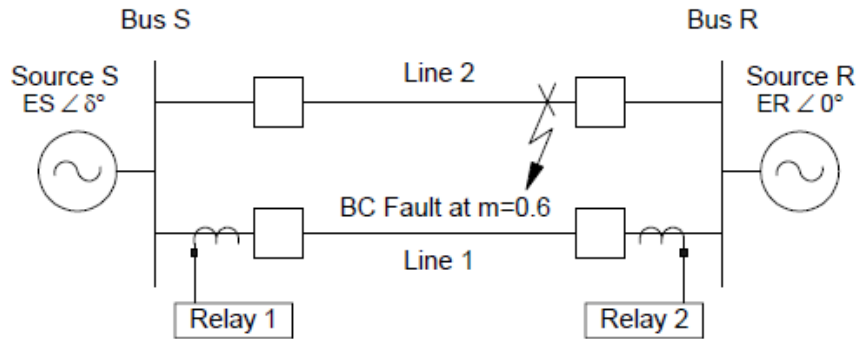 Bus S
Bus R
Source S
ES ∠ δ°
Line 2
Source R
ER ∠ 0°
BC Fault at m=0.6
Line 1
Relay 1
Relay 2